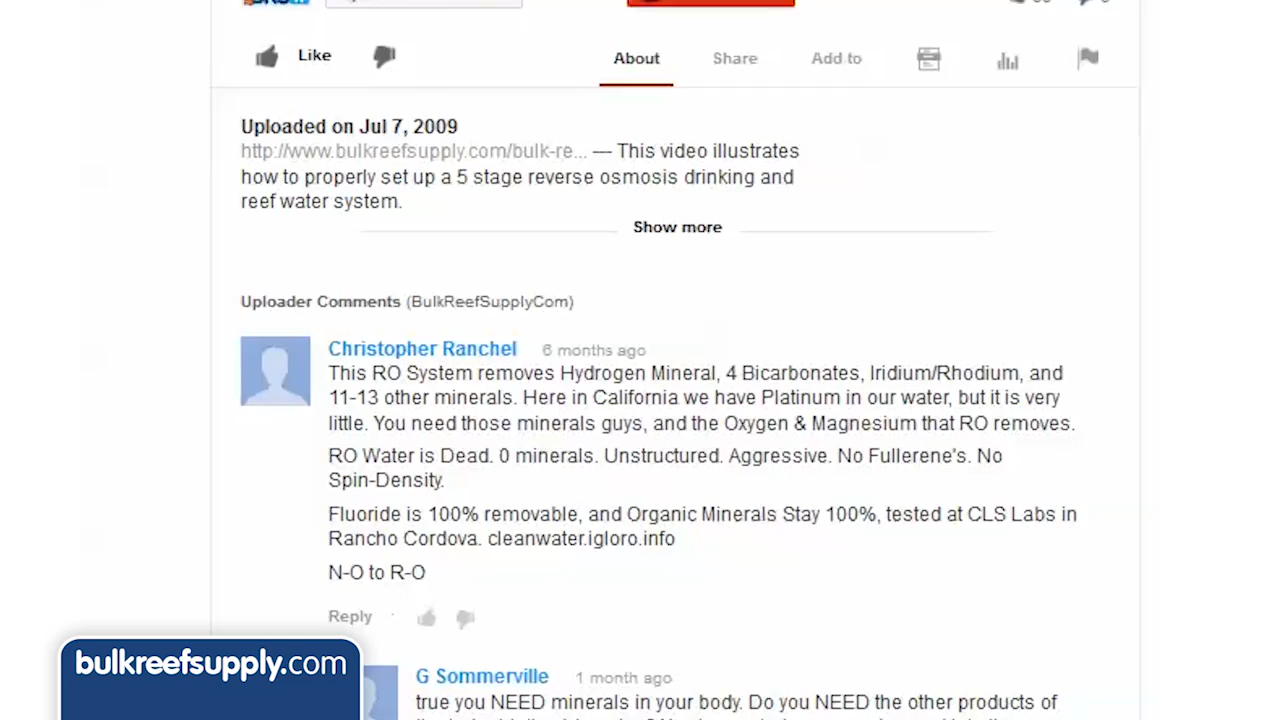 Like
About
Share
Add to
Uploaded on Jul 7, 2009
http://www.bulkreefsupply.com/bulk-re... — This video illustrates
how to properly set up a 5 stage reverse osmosis drinking and
reef water system.
Show more
Uploader Comments (BulkReefSupplyCom)
Christopher Ranchel 6 months ago
This RO System removes Hydrogen Mineral, 4 Bicarbonates, Iridium/Rhodium, and
11-13 other minerals. Here in California we have Platinum in our water, but it is very
little. You need those minerals guys, and the Oxygen & Magnesium that RO removes.
RO Water is Dead. 0 minerals. Unstructured. Aggressive. No Fullerene's. No
Spin-Density.
Fluoride is 100% removable, and Organic Minerals Stay 100%, tested at CLS Labs in
Rancho Cordova. cleanwater.igloro.info
N-O to R-O
Reply
bulkreefsupply.com
G Sommerville 1 month ago
true you NEED minerals in your body. Do you NEED the other products of